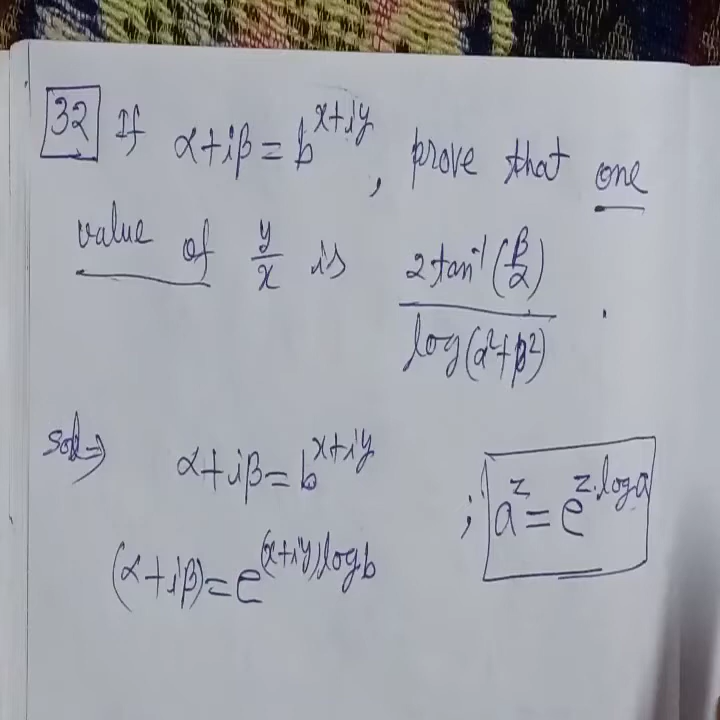 32 If α+iβ = b^{x+iy}, prove that one
value of y/x is 2tan⁻¹(β/α) / log(α²+β²) .
Sol⇒ α+iβ = b^{x+iy} ; a^z = e^{z·log a}
(α+iβ) = e^{(x+iy)log b}